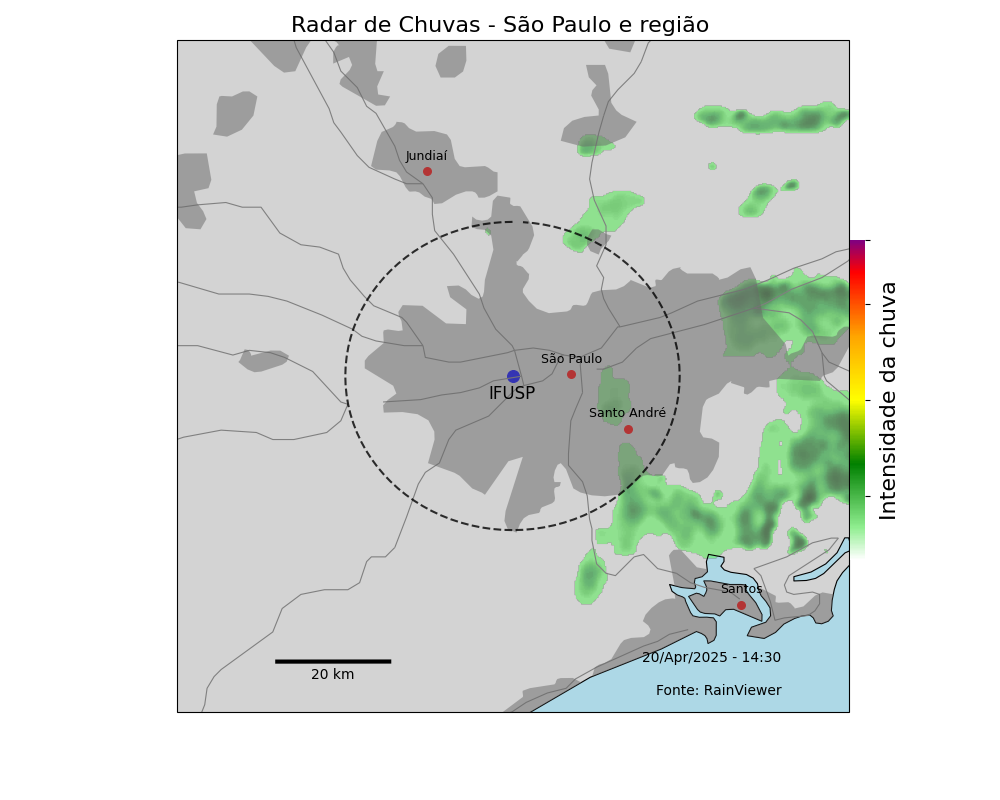 Radar de Chuvas - São Paulo e região
Jundiaí
São Paulo
IFUSP
Santo André
Intensidade da chuva
Santos
20/Apr/2025 - 14:30
20 km
Fonte: RainViewer